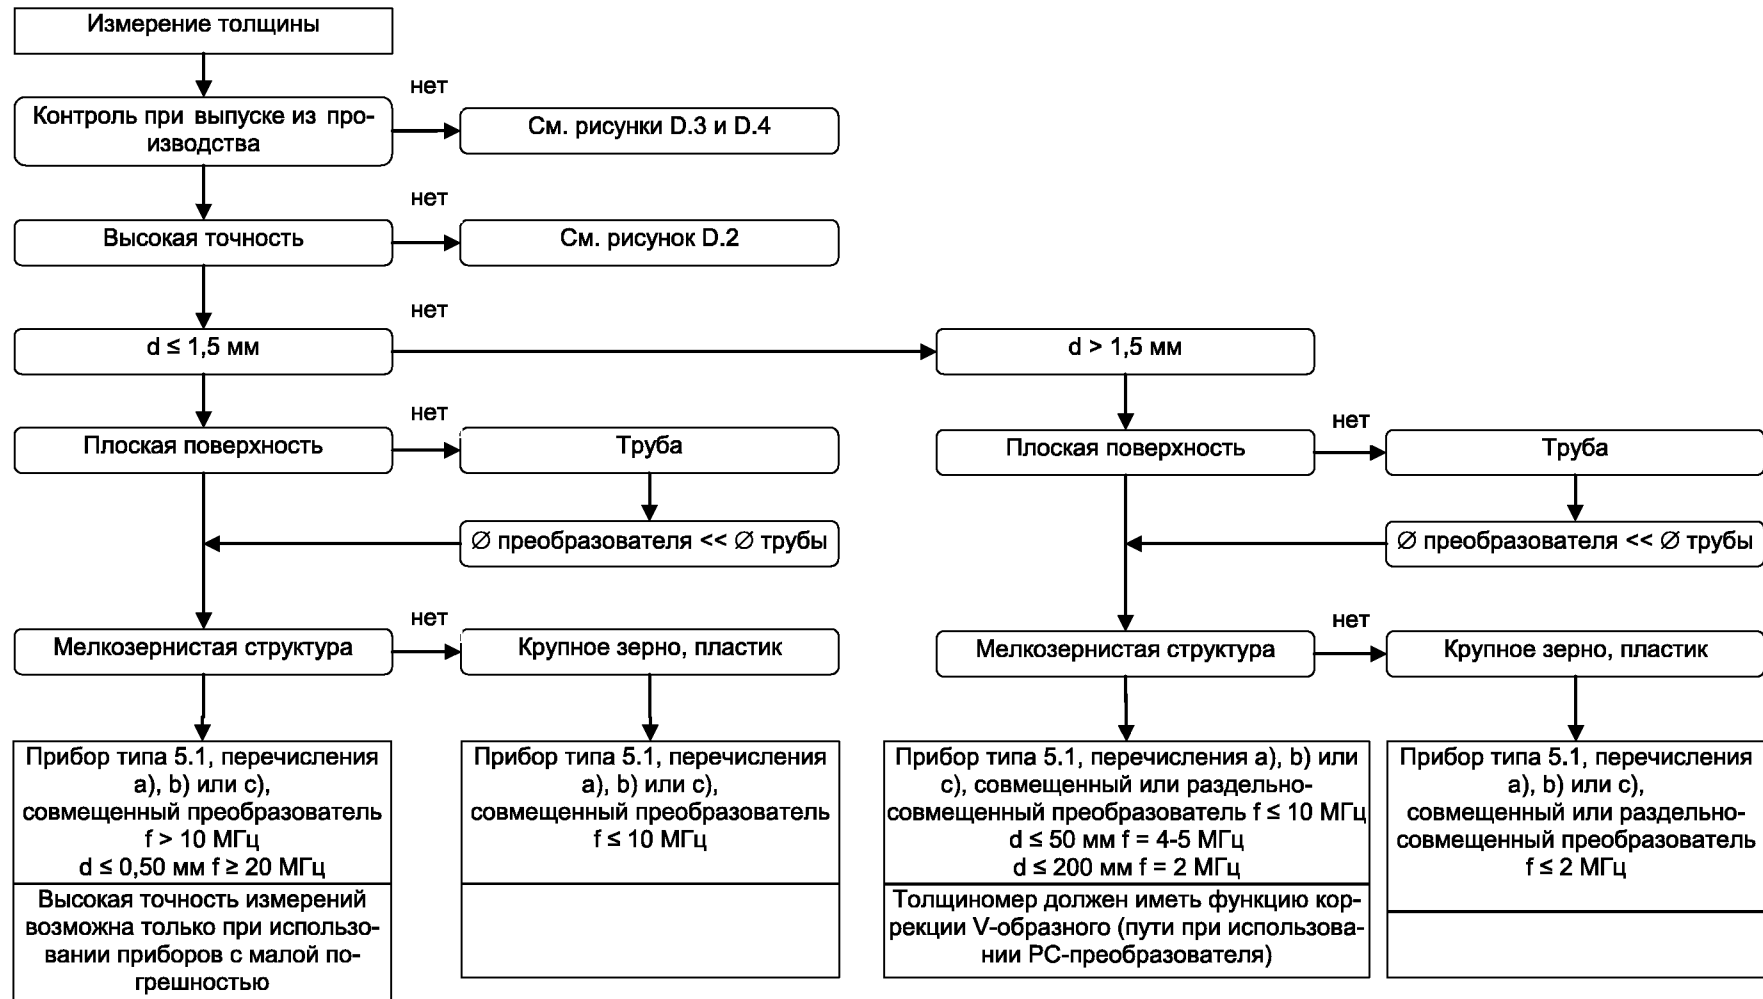 Измерение толщины
нет
Контроль при выпуске из про-
изводства
См. рисунки D.3 и D.4
нет
Высокая точность
См. рисунок D.2
нет
d ≤ 1,5 мм
d > 1,5 мм
нет
Плоская поверхность
Труба
нет
Плоская поверхность
Труба
Ø преобразователя << Ø трубы
Ø преобразователя << Ø трубы
нет
Мелкозернистая структура
Крупное зерно, пластик
нет
Мелкозернистая структура
Крупное зерно, пластик
Прибор типа 5.1, перечисления
a), b) или c),
совмещенный преобразователь
f > 10 МГц
d ≤ 0,50 мм f ≥ 20 МГц
Высокая точность измерений
возможна только при использо-
вании приборов с малой по-
грешностью
Прибор типа 5.1, перечисления
a), b) или c),
совмещенный преобразователь
f ≤ 10 МГц
Прибор типа 5.1, перечисления a), b) или
c), совмещенный или раздельно-
совмещенный преобразователь f ≤ 10 МГц
d ≤ 50 мм f = 4-5 МГц
d ≤ 200 мм f = 2 МГц
Толщиномер должен иметь функцию кор-
рекции V-образного (пути при использова-
нии РС-преобразователя)
Прибор типа 5.1, перечисления
a), b) или c),
совмещенный или раздельно-
совмещенный преобразователь
f ≤ 2 МГц